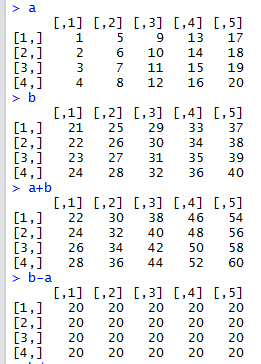 > a
     [,1] [,2] [,3] [,4] [,5]
[1,]    1    5    9   13   17
[2,]    2    6   10   14   18
[3,]    3    7   11   15   19
[4,]    4    8   12   16   20
> b
     [,1] [,2] [,3] [,4] [,5]
[1,]   21   25   29   33   37
[2,]   22   26   30   34   38
[3,]   23   27   31   35   39
[4,]   24   28   32   36   40
> a+b
     [,1] [,2] [,3] [,4] [,5]
[1,]   22   30   38   46   54
[2,]   24   32   40   48   56
[3,]   26   34   42   50   58
[4,]   28   36   44   52   60
> b-a
     [,1] [,2] [,3] [,4] [,5]
[1,]   20   20   20   20   20
[2,]   20   20   20   20   20
[3,]   20   20   20   20   20
[4,]   20   20   20   20   20